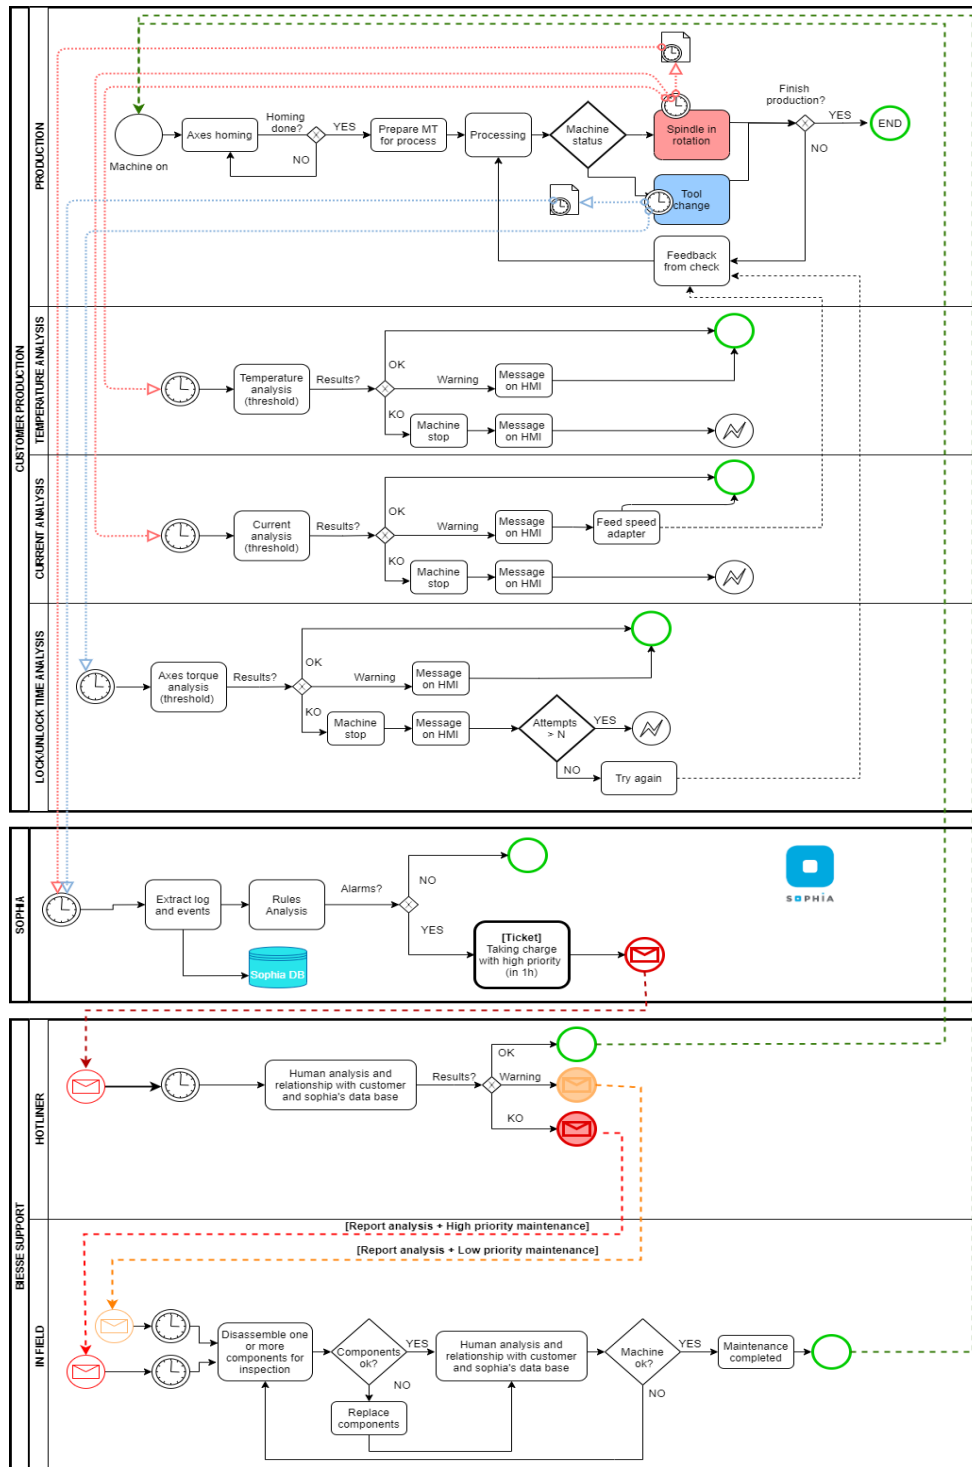 CUSTOMER PRODUCTION
PRODUCTION
Machine on
Axes homing
Homing
done?
YES
NO
Prepare MT
for process
Processing
Machine
status
Spindle in
rotation
Tool
change
Finish
production?
YES
END
NO
Feedback
from check
TEMPERATURE ANALYSIS
Temperature
analysis
(threshold)
Results?
OK
Warning
Message
on HMI
KO
Machine
stop
Message
on HMI
CURRENT ANALYSIS
Current
analysis
(threshold)
Results?
OK
Warning
Message
on HMI
Feed speed
adapter
KO
Machine
stop
Message
on HMI
LOCK/UNLOCK TIME ANALYSIS
Axes torque
analysis
(threshold)
Results?
OK
Warning
Message
on HMI
KO
Machine
stop
Message
on HMI
Attempts
> N
YES
NO
Try again
SOPHIA
Extract log
and events
Rules
Analysis
Alarms?
NO
YES
Sophia DB
[Ticket]
Taking charge
with high priority
(in 1h)
SOPHIA
BIESSE SUPPORT
HOTLINER
Human analysis and
relationship with customer
and sophia's data base
Results?
OK
Warning
KO
IN FIELD
[Report analysis + High priority maintenance]
[Report analysis + Low priority maintenance]
Disassemble one
or more
components for
inspection
Components
ok?
YES
NO
Replace
components
Human analysis and
relationship with customer
and sophia's data base
Machine
ok?
YES
NO
Maintenance
completed